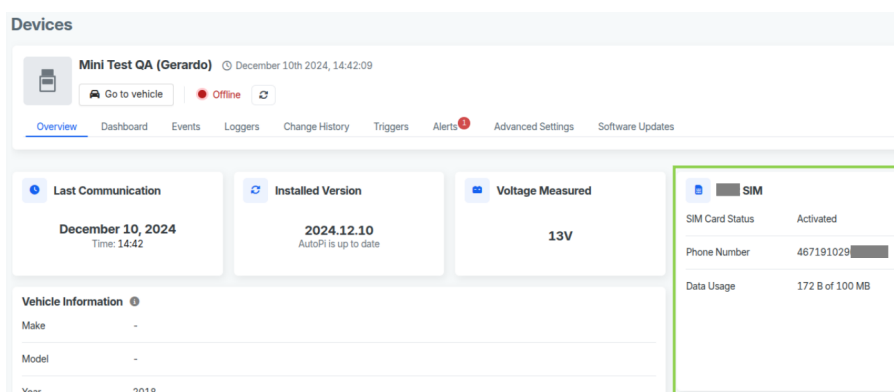 Devices
Mini Test QA (Gerardo) December 10th 2024, 14:42:09
Go to vehicle Offline
Overview Dashboard Events Loggers Change History Triggers Alerts 1 Advanced Settings Software Updates
Last Communication
December 10, 2024
Time: 14:42
Installed Version
2024.12.10
AutoPi is up to date
Voltage Measured
13V
SIM
SIM Card Status Activated
Phone Number 467191029
Data Usage 172 B of 100 MB
Vehicle Information
Make -
Model -
Year 2018